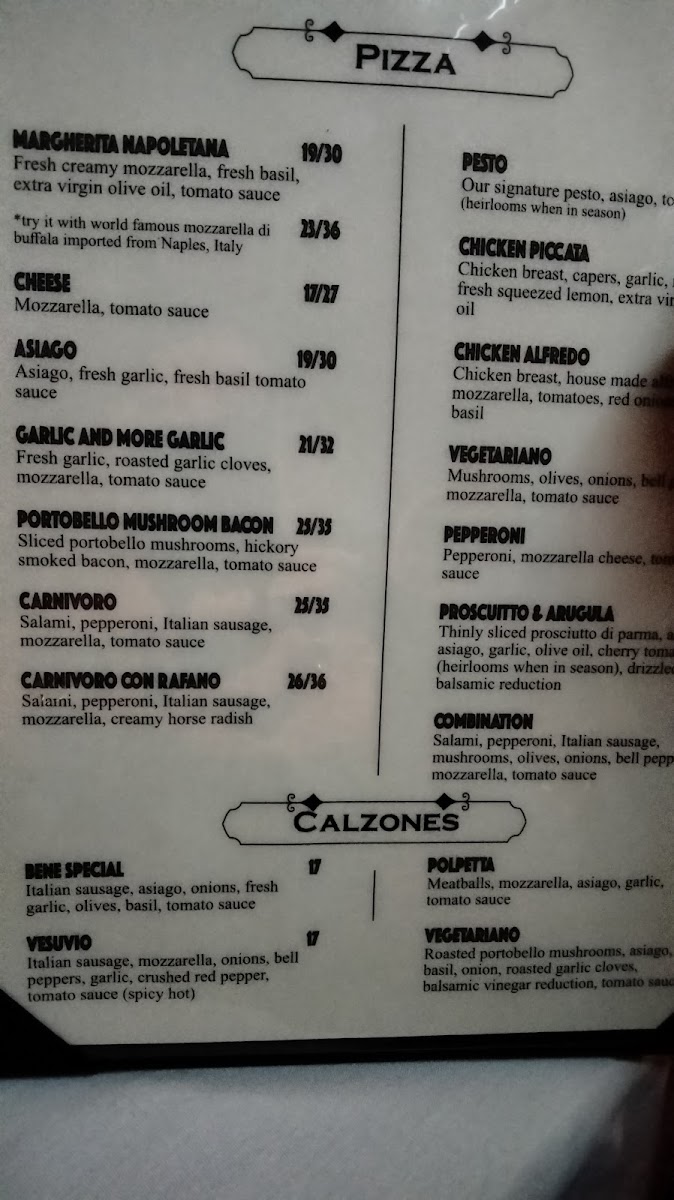 PIZZA
MARGHERITA NAPOLETANA 19/30
Fresh creamy mozzarella, fresh basil,
extra virgin olive oil, tomato sauce
*try it with world famous mozzarella di 23/36
buffala imported from Naples, Italy
CHEESE 17/27
Mozzarella, tomato sauce
ASIAGO 19/30
Asiago, fresh garlic, fresh basil tomato
sauce
GARLIC AND MORE GARLIC 21/32
Fresh garlic, roasted garlic cloves,
mozzarella, tomato sauce
PORTOBELLO MUSHROOM BACON 25/35
Sliced portobello mushrooms, hickory
smoked bacon, mozzarella, tomato sauce
CARNIVORO 25/35
Salami, pepperoni, Italian sausage,
mozzarella, tomato sauce
CARNIVORO CON RAFANO 26/36
Salami, pepperoni, Italian sausage,
mozzarella, creamy horse radish
PESTO
Our signature pesto, asiago,
(heirlooms when in season)
CHICKEN PICCATA
Chicken breast, capers, garlic,
fresh squeezed lemon, extra
oil
CHICKEN ALFREDO
Chicken breast, house made
mozzarella, tomatoes, red
basil
VEGETARIANO
Mushrooms, olives, onions, bell
mozzarella, tomato sauce
PEPPERONI
Pepperoni, mozzarella cheese,
sauce
PROSCUITTO & ARUGULA
Thinly sliced prosciutto di parma,
asiago, garlic, olive oil, cherry
(heirlooms when in season),
balsamic reduction
COMBINATION
Salami, pepperoni, Italian sausage,
mushrooms, olives, onions, bell
mozzarella, tomato sauce
CALZONES
BENE SPECIAL 17
Italian sausage, asiago, onions, fresh
garlic, olives, basil, tomato sauce
VESUVIO 17
Italian sausage, mozzarella, onions, bell
peppers, garlic, crushed red pepper,
tomato sauce (spicy hot)
POLPETTA
Meatballs, mozzarella, asiago, garlic,
tomato sauce
VEGETARIANO
Roasted portobello mushrooms, asiago,
basil, onion, roasted garlic cloves,
balsamic vinegar reduction, tomato